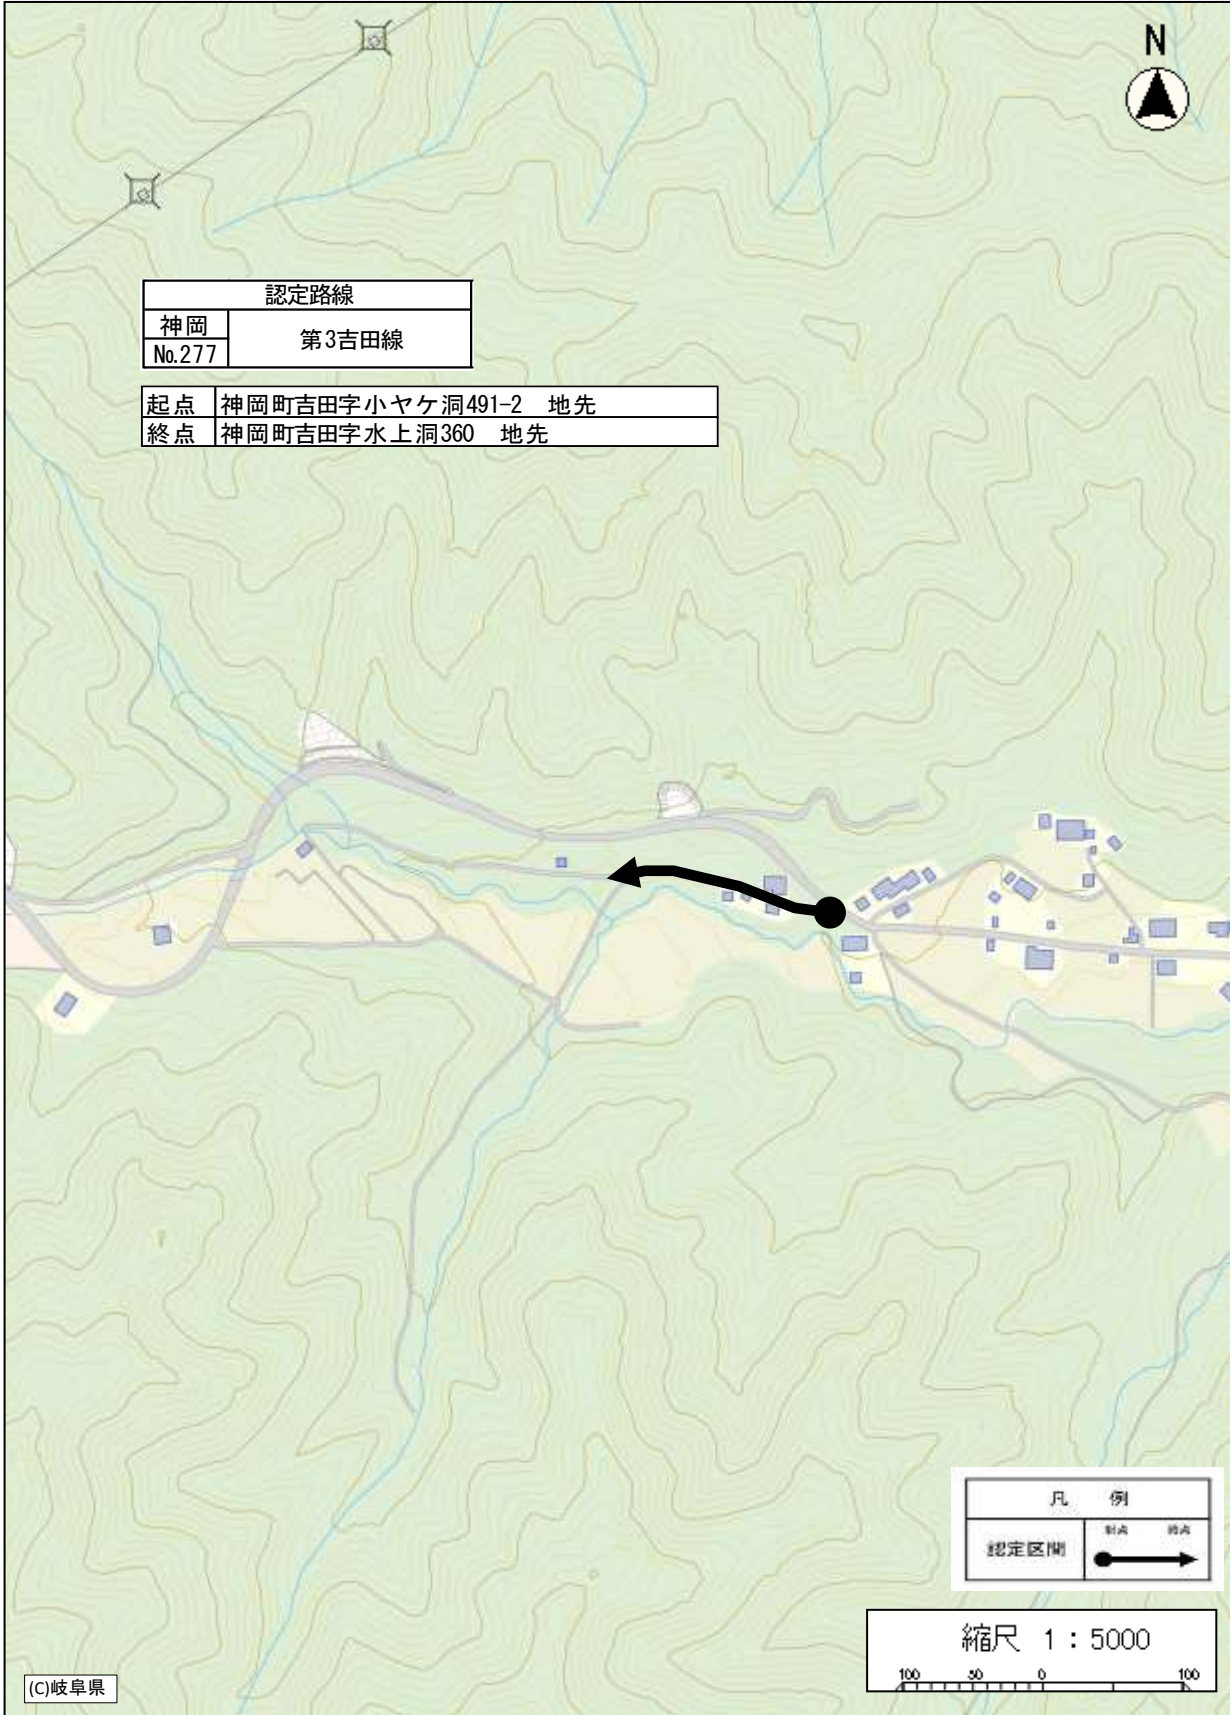 N
認定路線
神岡
No.277
第3吉田線
起点 神岡町吉田字小ヤケ洞491-2 地先
終点 神岡町吉田字水上洞360 地先
凡 例
認定区間
起点 終点
縮尺 1:5000
100 50 0 100
(C)岐阜県